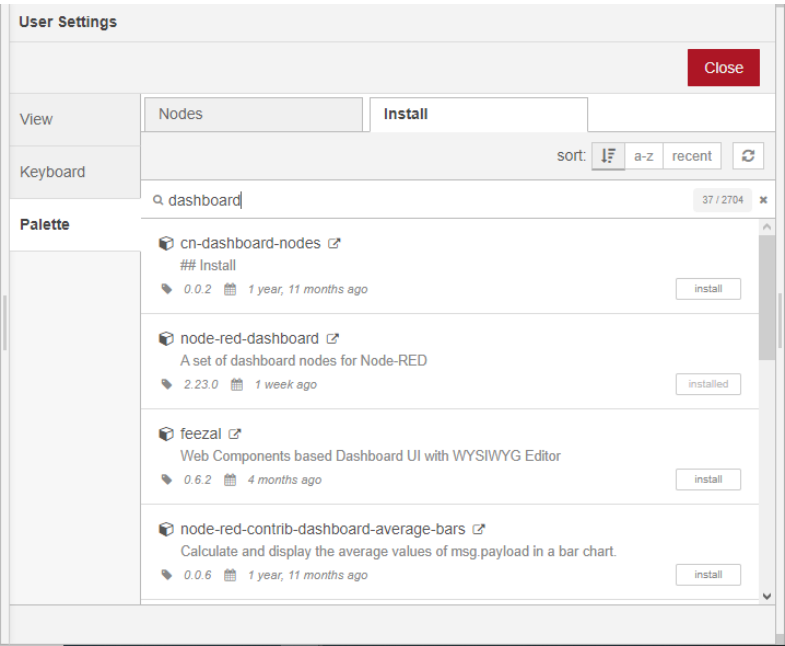 User Settings
Close
View
Keyboard
Palette
Nodes
Install
sort: a-z recent
dashboard 37 / 2704
cn-dashboard-nodes
## Install
0.0.2 1 year, 11 months ago install
node-red-dashboard
A set of dashboard nodes for Node-RED
2.23.0 1 week ago installed
feezal
Web Components based Dashboard UI with WYSIWYG Editor
0.6.2 4 months ago install
node-red-contrib-dashboard-average-bars
Calculate and display the average values of msg.payload in a bar chart.
0.0.6 1 year, 11 months ago install